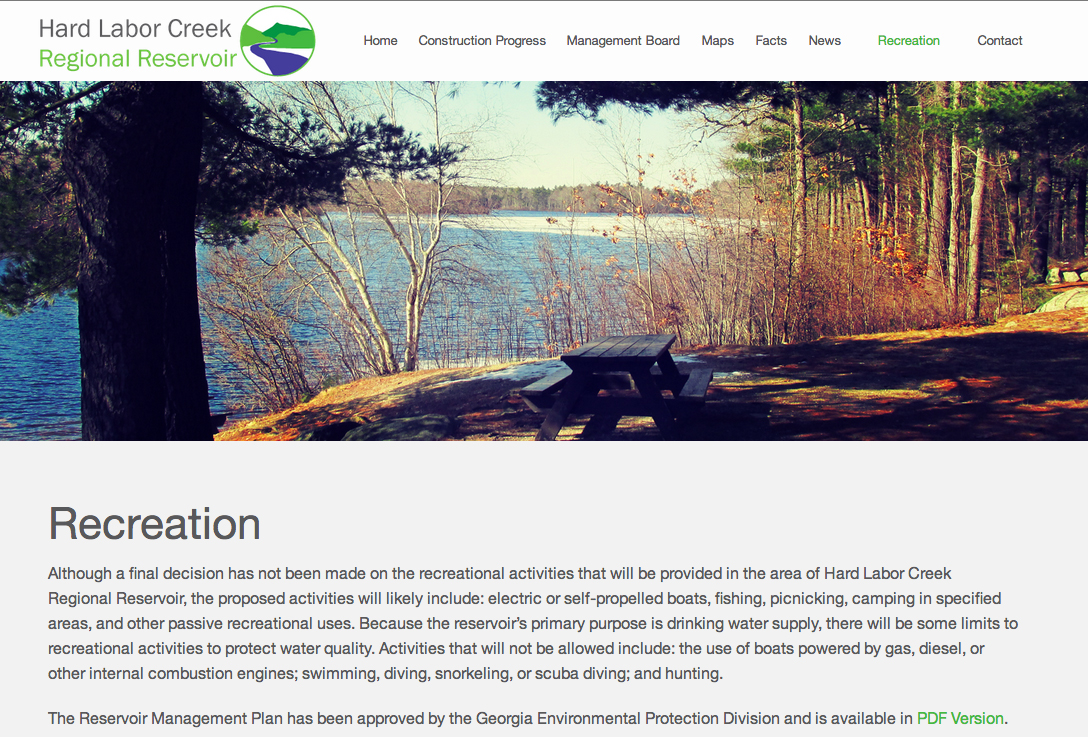 Hard Labor Creek
Regional Reservoir
Home Construction Progress Management Board Maps Facts News Recreation Contact
Recreation
Although a final decision has not been made on the recreational activities that will be provided in the area of Hard Labor Creek
Regional Reservoir, the proposed activities will likely include: electric or self-propelled boats, fishing, picnicking, camping in specified
areas, and other passive recreational uses. Because the reservoir’s primary purpose is drinking water supply, there will be some limits to
recreational activities to protect water quality. Activities that will not be allowed include: the use of boats powered by gas, diesel, or
other internal combustion engines; swimming, diving, snorkeling, or scuba diving; and hunting.
The Reservoir Management Plan has been approved by the Georgia Environmental Protection Division and is available in PDF Version.